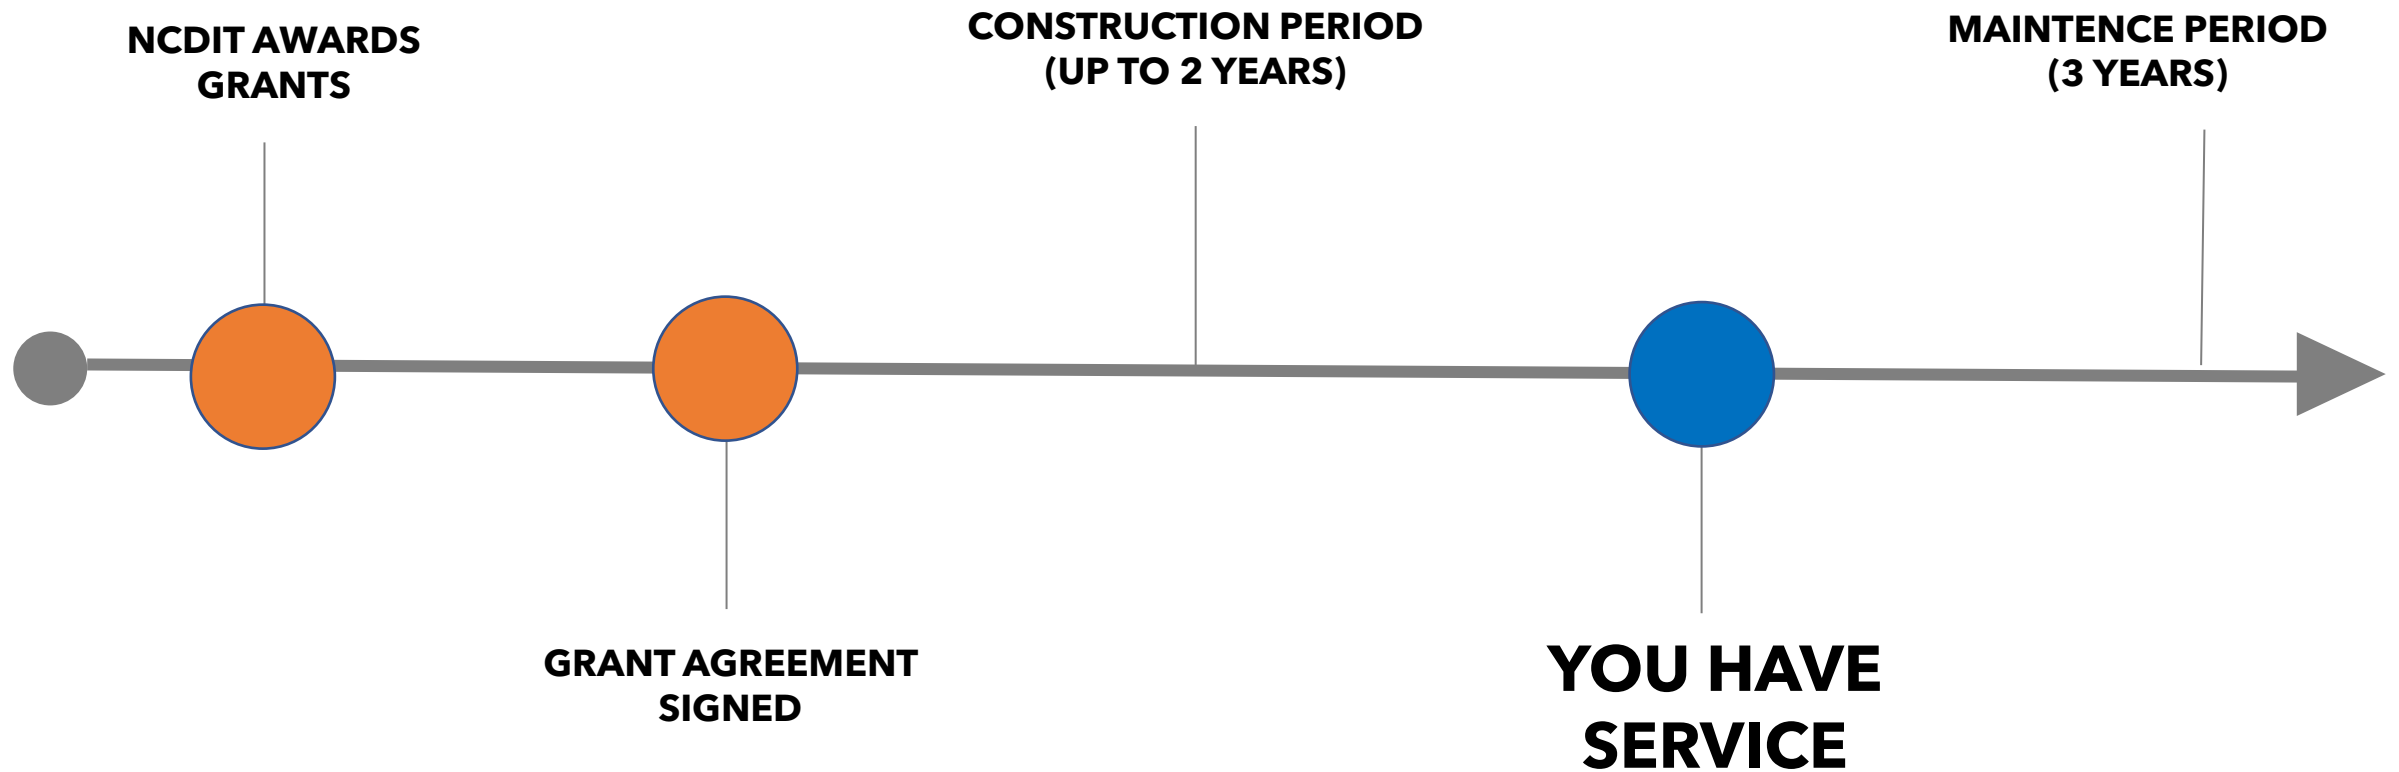 NCDIT AWARDS
GRANTS
CONSTRUCTION PERIOD
(UP TO 2 YEARS)
MAINTENCE PERIOD
(3 YEARS)
GRANT AGREEMENT
SIGNED
YOU HAVE
SERVICE